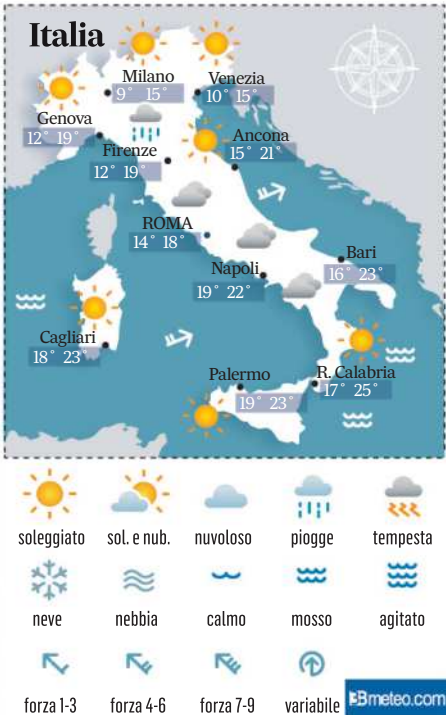 Italia
Milano
9° 15°
Venezia
10° 15°
Genova
12° 19°
Firenze
12° 19°
Ancona
15° 21°
ROMA
14° 18°
Napoli
19° 22°
Bari
16° 23°
Cagliari
18° 23°
Palermo
19° 23°
R. Calabria
17° 25°
soleggiato sol. e nub. nuvoloso piogge tempesta
neve nebbia calmo mosso agitato
forza 1-3 forza 4-6 forza 7-9 variabile
3Bmeteo.com